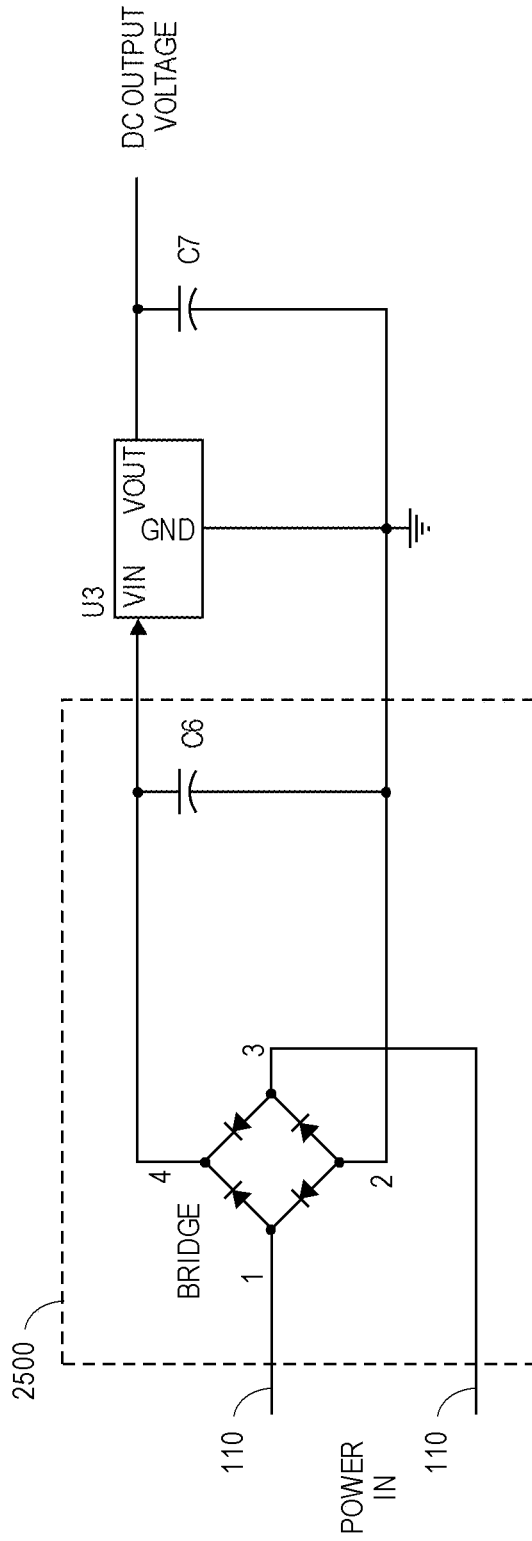 2500
110
POWER
IN
110
BRIDGE
1
4
3
2
C6
U3
VIN
VOUT
GND
C7
DC OUTPUT
VOLTAGE